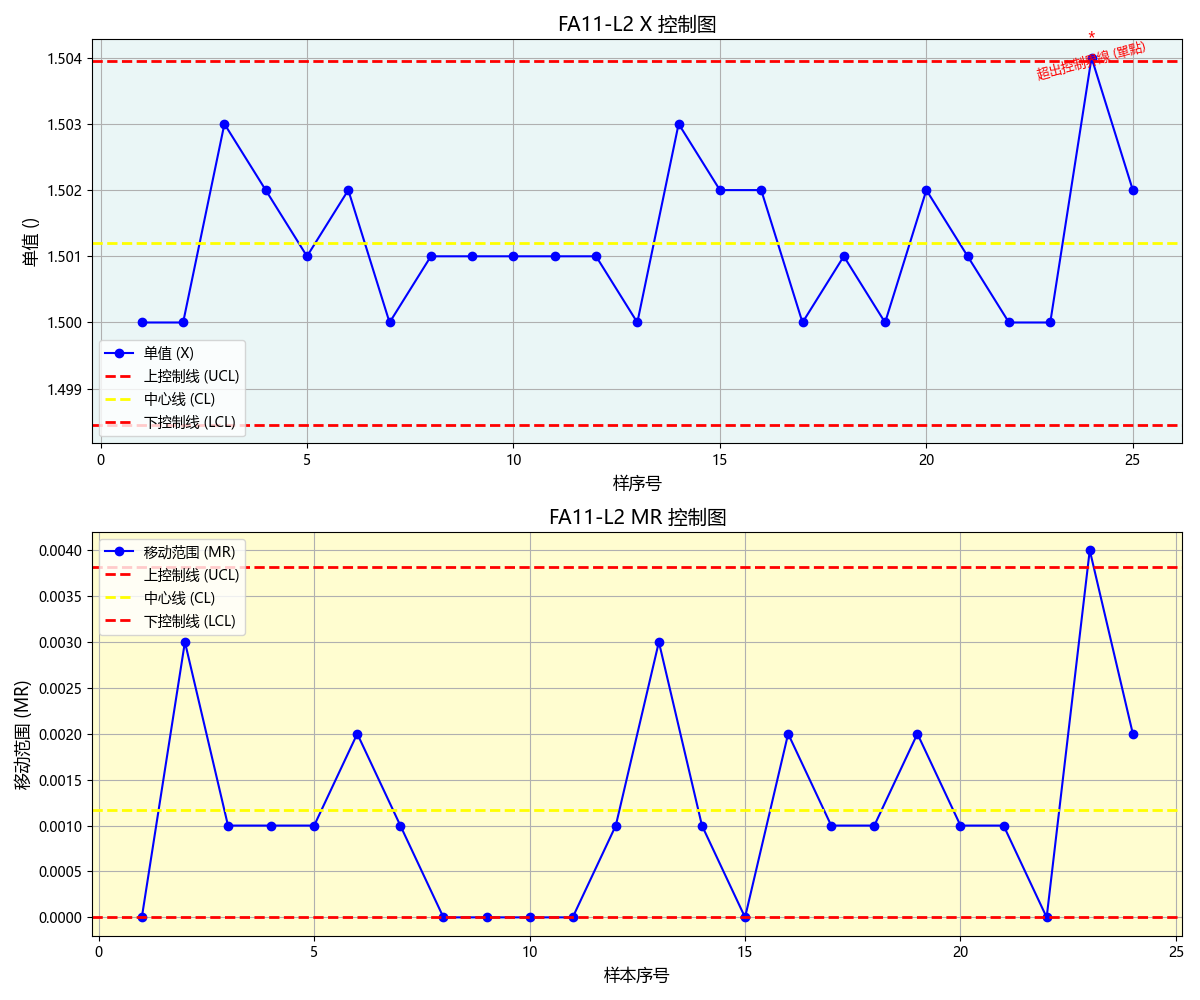 FA11-L2 X 控制图
*
超出控制界線 (單點)
1.504
1.503
1.502
1.501
1.500
1.499
单值 ()
单值 (X)
上控制线 (UCL)
中心线 (CL)
下控制线 (LCL)
0 5 10 15 20 25
样序号
FA11-L2 MR 控制图
0.0040
0.0035
0.0030
0.0025
0.0020
0.0015
0.0010
0.0005
0.0000
移动范围 (MR)
移动范围 (MR)
上控制线 (UCL)
中心线 (CL)
下控制线 (LCL)
0 5 10 15 20 25
样本序号